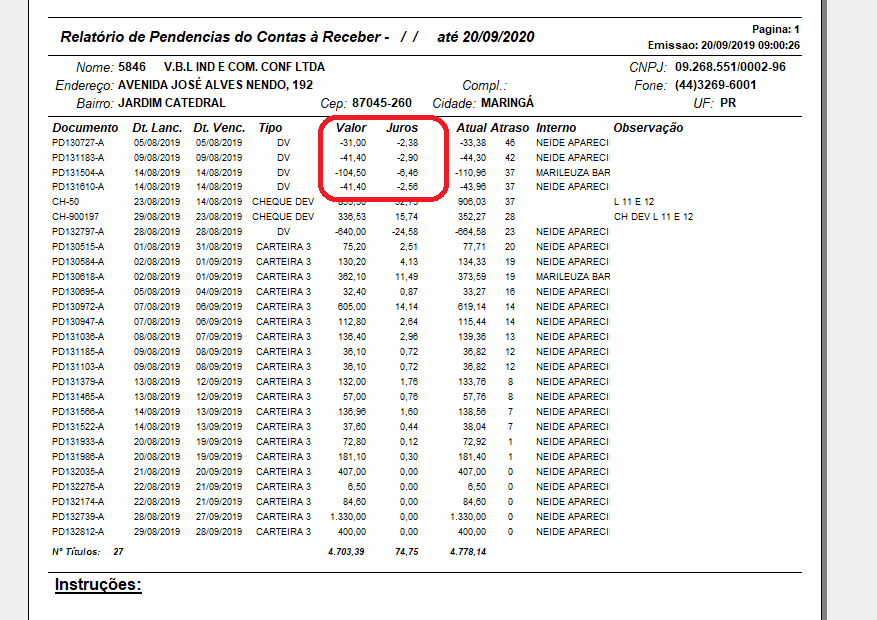 Relatório de Pendencias do Contas à Receber - / / até 20/09/2020
Pagina: 1
Emissao: 20/09/2019 09:00:26
Nome: 5846 V.B.L IND E COM. CONF LTDA CNPJ: 09.268.551/0002-96
Endereço: AVENIDA JOSÉ ALVES NENDO, 192 Compl.: Fone: (44)3269-6001
Bairro: JARDIM CATEDRAL Cep: 87045-260 Cidade: MARINGÁ UF: PR
Documento Dt. Lanc. Dt. Venc. Tipo Valor Juros Atual Atraso Interno Observação
PD130727-A 05/08/2019 05/08/2019 DV -31,00 -2,38 -33,38 46 NEIDE APARECI
PD131183-A 09/08/2019 09/08/2019 DV -41,40 -2,90 -44,30 42 NEIDE APARECI
PD131504-A 14/08/2019 14/08/2019 DV -104,50 -6,46 -110,96 37 MARILEUZA BAR
PD131610-A 14/08/2019 14/08/2019 DV -41,40 -2,56 -43,96 37 NEIDE APARECI
CH-50 23/08/2019 14/08/2019 CHEQUE DEV 906,03 37 L 11 E 12
CH-900197 29/08/2019 23/08/2019 CHEQUE DEV 336,53 15,74 352,27 28 CH DEV L 11 E 12
PD132797-A 28/08/2019 28/08/2019 DV -640,00 -24,58 -664,58 23 NEIDE APARECI
PD130515-A 01/08/2019 31/08/2019 CARTEIRA 3 75,20 2,51 77,71 20 NEIDE APARECI
PD130584-A 02/08/2019 01/09/2019 CARTEIRA 3 130,20 4,13 134,33 19 NEIDE APARECI
PD130618-A 02/08/2019 01/09/2019 CARTEIRA 3 362,10 11,49 373,59 19 MARILEUZA BAR
PD130695-A 05/08/2019 04/09/2019 CARTEIRA 3 32,40 0,87 33,27 16 NEIDE APARECI
PD130972-A 07/08/2019 06/09/2019 CARTEIRA 3 605,00 14,14 619,14 14 NEIDE APARECI
PD130947-A 07/08/2019 06/09/2019 CARTEIRA 3 112,80 2,64 115,44 14 NEIDE APARECI
PD131036-A 08/08/2019 07/09/2019 CARTEIRA 3 136,40 2,96 139,36 13 NEIDE APARECI
PD131185-A 09/08/2019 08/09/2019 CARTEIRA 3 36,10 0,72 36,82 12 NEIDE APARECI
PD131103-A 09/08/2019 08/09/2019 CARTEIRA 3 36,10 0,72 36,82 12 NEIDE APARECI
PD131379-A 13/08/2019 12/09/2019 CARTEIRA 3 132,00 1,76 133,76 8 NEIDE APARECI
PD131465-A 13/08/2019 12/09/2019 CARTEIRA 3 57,00 0,76 57,76 8 NEIDE APARECI
PD131566-A 14/08/2019 13/09/2019 CARTEIRA 3 136,96 1,60 138,56 7 NEIDE APARECI
PD131522-A 14/08/2019 13/09/2019 CARTEIRA 3 37,60 0,44 38,04 7 NEIDE APARECI
PD131933-A 20/08/2019 19/09/2019 CARTEIRA 3 72,80 0,12 72,92 1 NEIDE APARECI
PD131986-A 20/08/2019 19/09/2019 CARTEIRA 3 181,10 0,30 181,40 1 NEIDE APARECI
PD132035-A 21/08/2019 20/09/2019 CARTEIRA 3 407,00 0,00 407,00 0 NEIDE APARECI
PD132276-A 22/08/2019 21/09/2019 CARTEIRA 3 6,50 0,00 6,50 0 NEIDE APARECI
PD132174-A 22/08/2019 21/09/2019 CARTEIRA 3 84,60 0,00 84,60 0 NEIDE APARECI
PD132739-A 28/08/2019 27/09/2019 CARTEIRA 3 1.330,00 0,00 1.330,00 0 NEIDE APARECI
PD132812-A 29/08/2019 28/09/2019 CARTEIRA 3 400,00 0,00 400,00 0 NEIDE APARECI
Nº Títulos: 27 4.703,39 74,75 4.778,14
Instruções: